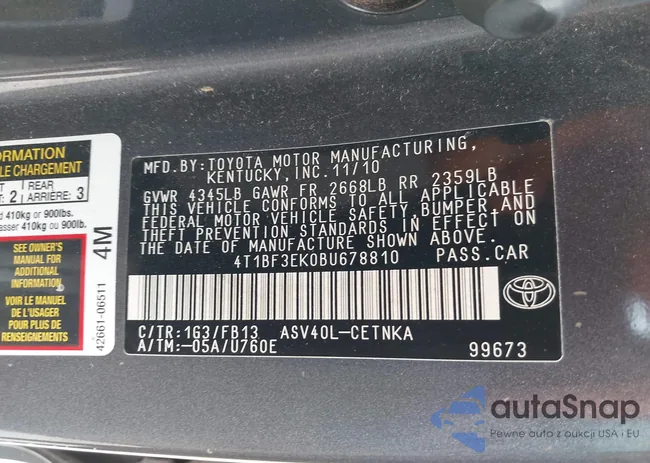 ORMATION
LE CHARGEMENT
T
: 2
REAR
ARRIÈRE: 3
ed 410kg or 900lbs.
asser 410kg ou 900lb.
SEE OWNER'S
MANUAL FOR
ADDITIONAL
INFORMATION
VOIR LE MANUEL
DE L'USAGER
POUR PLUS DE
RENSEIGNEMENTS
4M
42661-06511
MFD.BY:TOYOTA MOTOR MANUFACTURING,
KENTUCKY,INC.11/10
GVWR 4345LB GAWR FR 2668LB RR 2359LB
THIS VEHICLE CONFORMS TO ALL APPLICABLE
FEDERAL MOTOR VEHICLE SAFETY,BUMPER,AND
THEFT PREVENTION STANDARDS IN EFFECT ON
THE DATE OF MANUFACTURE SHOWN ABOVE.
4T1BF3EK0BU678810 PASS.CAR
C/TR:1G3/FB13 ASV40L-CETNKA
A/TM:-05A/U760E
99673
autoSnap
Pewne auto z aukcji USA i EU